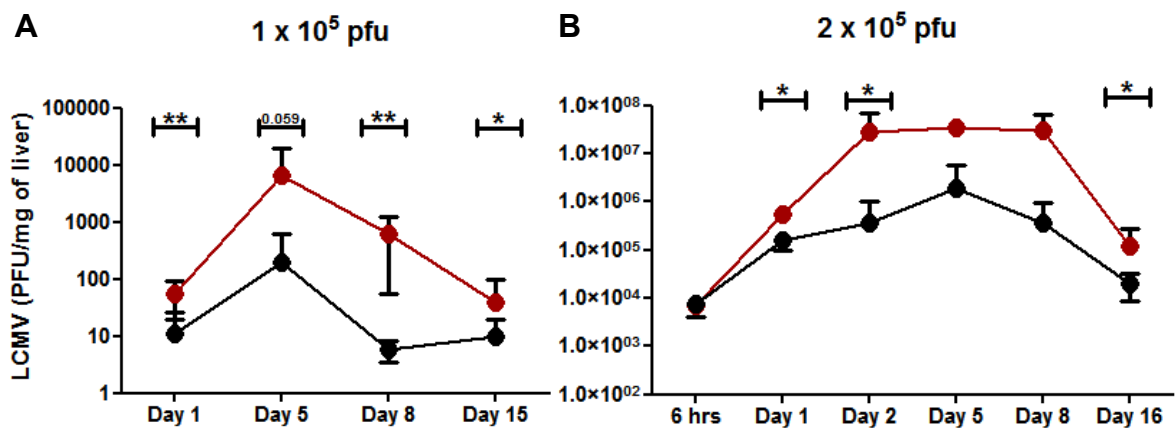 A
1 x 10⁵ pfu
LCMV (PFU/mg of liver)
100000
10000
1000
100
10
1
** 0.059 ** *
Day 1 Day 5 Day 8 Day 15
B
2 x 10⁵ pfu
1.0×10⁰⁸
1.0×10⁰⁷
1.0×10⁰⁶
1.0×10⁰⁵
1.0×10⁰⁴
1.0×10⁰³
1.0×10⁰²
* * *
6 hrs Day 1 Day 2 Day 5 Day 8 Day 16